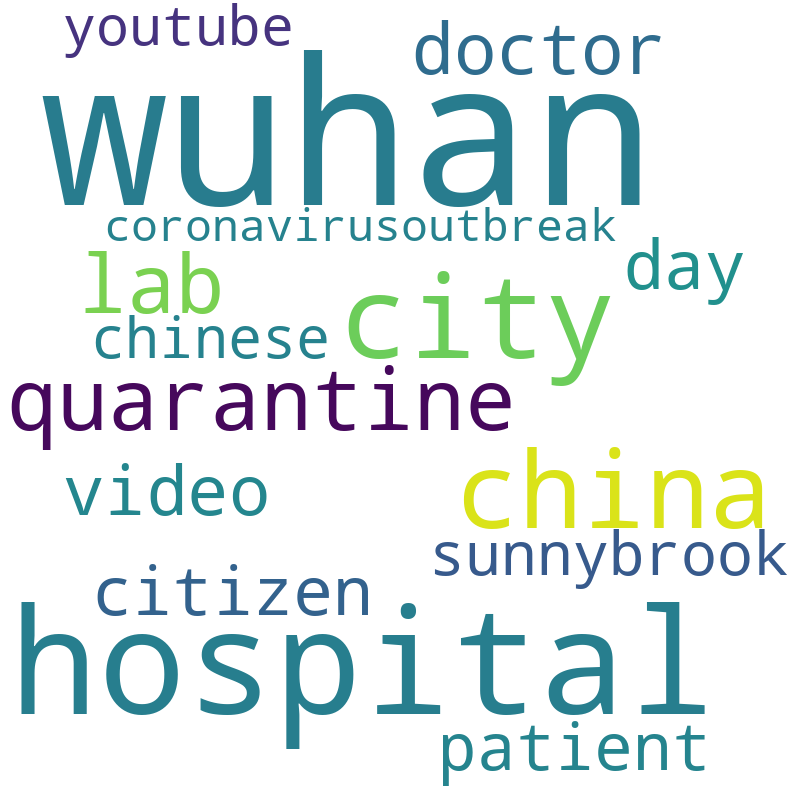 youtube
doctor
wuhan
coronavirusoutbreak
day
lab
city
chinese
quarantine
china
video
sunnybrook
citizen
hospital
patient